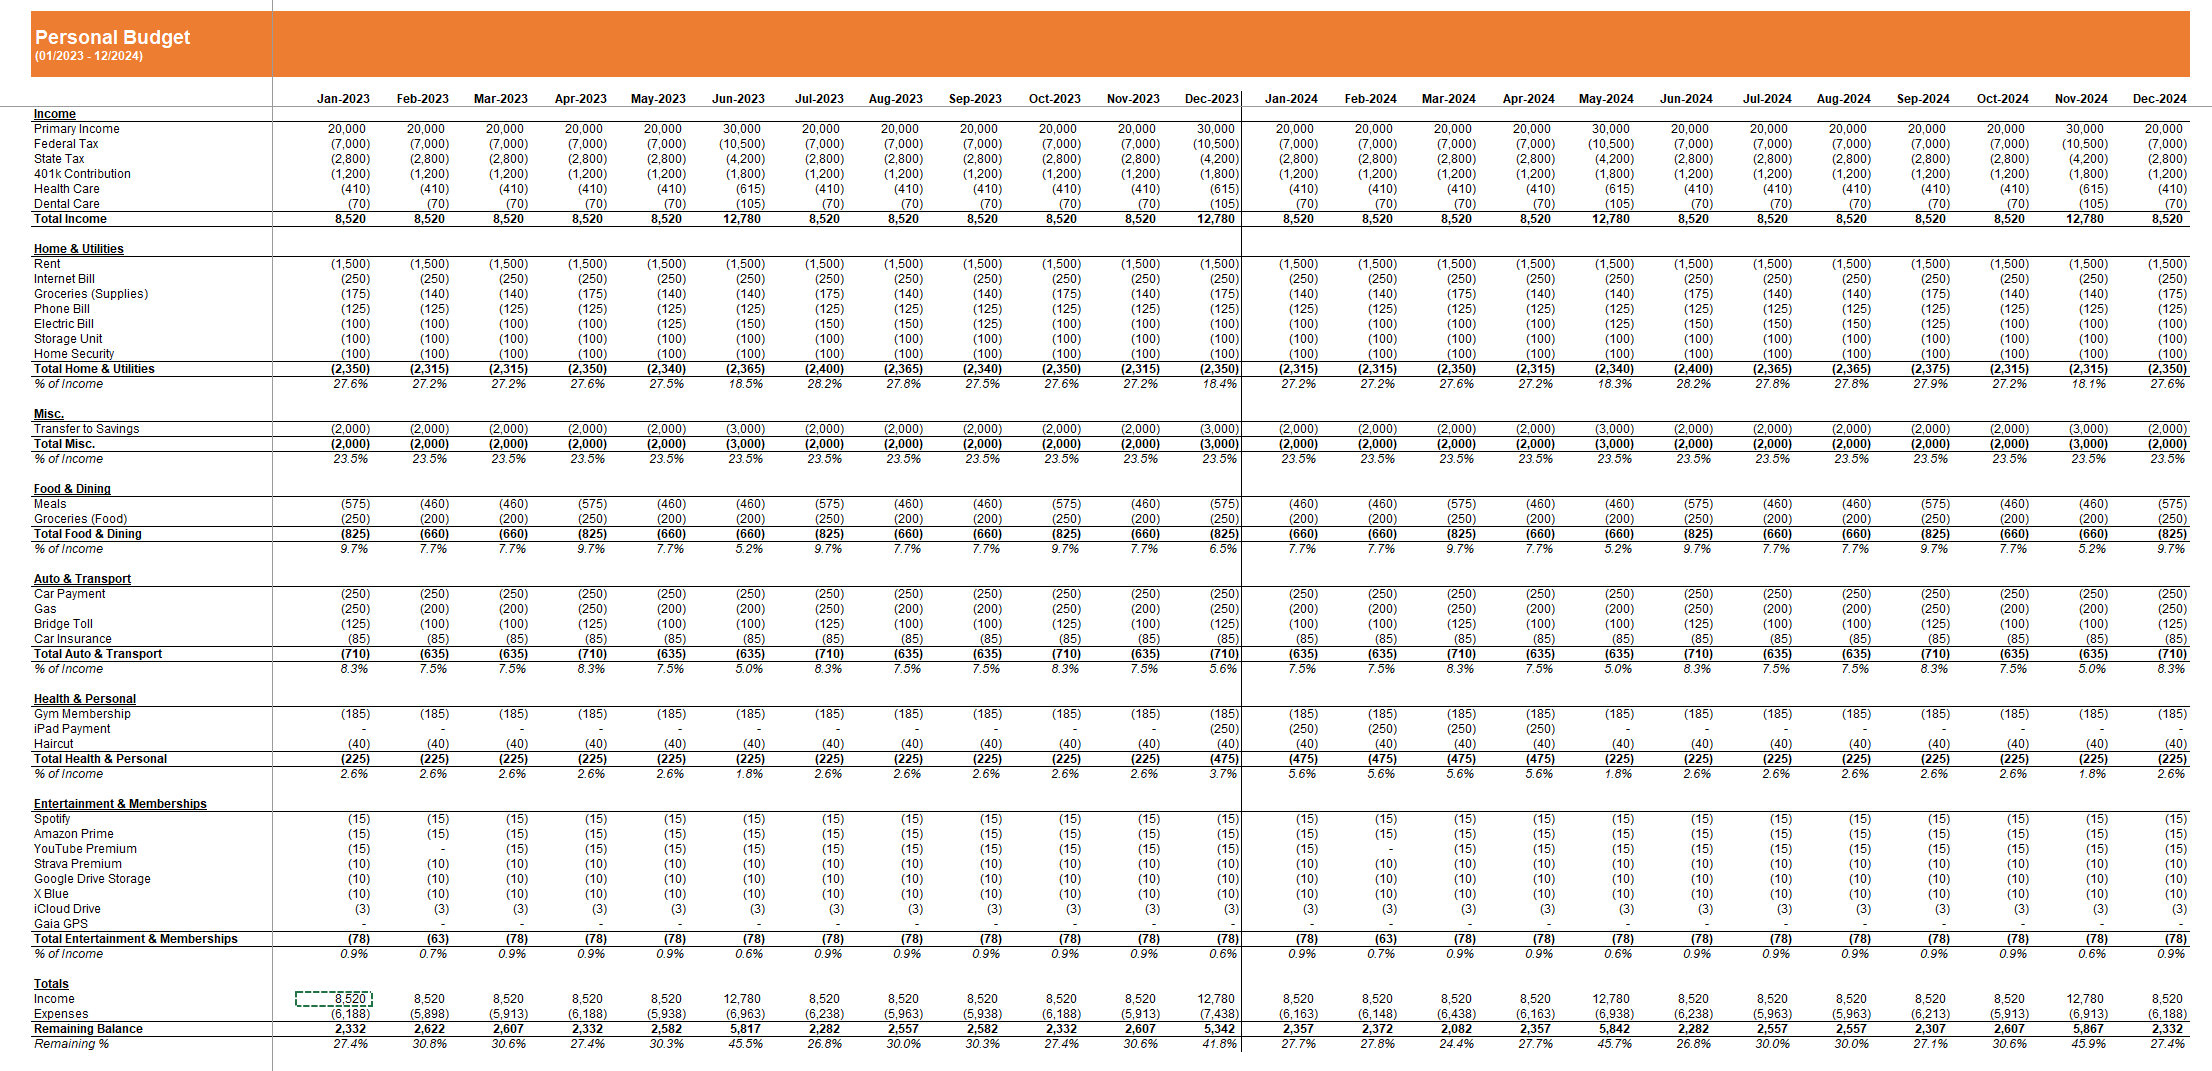 Personal Budget
(01/2023 - 12/2024)
Jan-2023 Feb-2023 Mar-2023 Apr-2023 May-2023 Jun-2023 Jul-2023 Aug-2023 Sep-2023 Oct-2023 Nov-2023 Dec-2023 Jan-2024 Feb-2024 Mar-2024 Apr-2024 May-2024 Jun-2024 Jul-2024 Aug-2024 Sep-2024 Oct-2024 Nov-2024 Dec-2024
Income
Primary Income 20,000 20,000 20,000 20,000 20,000 30,000 20,000 20,000 20,000 20,000 20,000 30,000 20,000 20,000 20,000 20,000 30,000 20,000 20,000 20,000 20,000 20,000 30,000 20,000
Federal Tax (7,000) (7,000) (7,000) (7,000) (7,000) (10,500) (7,000) (7,000) (7,000) (7,000) (7,000) (10,500) (7,000) (7,000) (7,000) (7,000) (10,500) (7,000) (7,000) (7,000) (7,000) (7,000) (10,500) (7,000)
State Tax (2,800) (2,800) (2,800) (2,800) (2,800) (4,200) (2,800) (2,800) (2,800) (2,800) (2,800) (4,200) (2,800) (2,800) (2,800) (2,800) (4,200) (2,800) (2,800) (2,800) (2,800) (2,800) (4,200) (2,800)
401k Contribution (1,200) (1,200) (1,200) (1,200) (1,200) (1,800) (1,200) (1,200) (1,200) (1,200) (1,200) (1,800) (1,200) (1,200) (1,200) (1,200) (1,800) (1,200) (1,200) (1,200) (1,200) (1,200) (1,800) (1,200)
Health Care (410) (410) (410) (410) (410) (615) (410) (410) (410) (410) (410) (615) (410) (410) (410) (410) (615) (410) (410) (410) (410) (410) (615) (410)
Dental Care (70) (70) (70) (70) (70) (105) (70) (70) (70) (70) (70) (105) (70) (70) (70) (70) (105) (70) (70) (70) (70) (70) (105) (70)
Total Income 8,520 8,520 8,520 8,520 8,520 12,780 8,520 8,520 8,520 8,520 8,520 12,780 8,520 8,520 8,520 8,520 12,780 8,520 8,520 8,520 8,520 8,520 12,780 8,520
Home & Utilities
Rent (1,500) (1,500) (1,500) (1,500) (1,500) (1,500) (1,500) (1,500) (1,500) (1,500) (1,500) (1,500) (1,500) (1,500) (1,500) (1,500) (1,500) (1,500) (1,500) (1,500) (1,500) (1,500) (1,500) (1,500)
Internet Bill (250) (250) (250) (250) (250) (250) (250) (250) (250) (250) (250) (250) (250) (250) (250) (250) (250) (250) (250) (250) (250) (250) (250) (250)
Groceries (Supplies) (175) (140) (140) (175) (140) (140) (175) (140) (140) (175) (140) (175) (140) (140) (175) (140) (140) (175) (140) (140) (175) (140) (140) (175)
Phone Bill (125) (125) (125) (125) (125) (125) (125) (125) (125) (125) (125) (125) (125) (125) (125) (125) (125) (125) (125) (125) (125) (125) (125) (125)
Electric Bill (100) (100) (100) (100) (125) (150) (150) (150) (125) (100) (100) (100) (100) (100) (100) (100) (125) (150) (150) (150) (125) (100) (100) (100)
Storage Unit (100) (100) (100) (100) (100) (100) (100) (100) (100) (100) (100) (100) (100) (100) (100) (100) (100) (100) (100) (100) (100) (100) (100) (100)
Home Security (100) (100) (100) (100) (100) (100) (100) (100) (100) (100) (100) (100) (100) (100) (100) (100) (100) (100) (100) (100) (100) (100) (100) (100)
Total Home & Utilities (2,350) (2,315) (2,315) (2,350) (2,340) (2,365) (2,400) (2,365) (2,340) (2,350) (2,315) (2,350) (2,315) (2,315) (2,350) (2,315) (2,340) (2,400) (2,365) (2,365) (2,375) (2,315) (2,315) (2,350)
% of Income 27.6% 27.2% 27.2% 27.6% 27.5% 18.5% 28.2% 27.8% 27.5% 27.6% 27.2% 18.4% 27.2% 27.2% 27.6% 27.2% 18.3% 28.2% 27.8% 27.8% 27.9% 27.2% 18.1% 27.6%
Misc.
Transfer to Savings (2,000) (2,000) (2,000) (2,000) (2,000) (3,000) (2,000) (2,000) (2,000) (2,000) (2,000) (3,000) (2,000) (2,000) (2,000) (2,000) (3,000) (2,000) (2,000) (2,000) (2,000) (2,000) (3,000) (2,000)
Total Misc. (2,000) (2,000) (2,000) (2,000) (2,000) (3,000) (2,000) (2,000) (2,000) (2,000) (2,000) (3,000) (2,000) (2,000) (2,000) (2,000) (3,000) (2,000) (2,000) (2,000) (2,000) (2,000) (3,000) (2,000)
% of Income 23.5% 23.5% 23.5% 23.5% 23.5% 23.5% 23.5% 23.5% 23.5% 23.5% 23.5% 23.5% 23.5% 23.5% 23.5% 23.5% 23.5% 23.5% 23.5% 23.5% 23.5% 23.5% 23.5% 23.5%
Food & Dining
Meals (575) (460) (460) (575) (460) (460) (575) (460) (460) (575) (460) (575) (460) (460) (575) (460) (460) (575) (460) (460) (575) (460) (460) (575)
Groceries (Food) (250) (200) (200) (250) (200) (200) (250) (200) (200) (250) (200) (250) (200) (200) (250) (200) (200) (250) (200) (200) (250) (200) (200) (250)
Total Food & Dining (825) (660) (660) (825) (660) (660) (825) (660) (660) (825) (660) (825) (660) (660) (825) (660) (660) (825) (660) (660) (825) (660) (660) (825)
% of Income 9.7% 7.7% 7.7% 9.7% 7.7% 5.2% 9.7% 7.7% 7.7% 9.7% 7.7% 6.5% 7.7% 7.7% 9.7% 7.7% 5.2% 9.7% 7.7% 7.7% 9.7% 7.7% 5.2% 9.7%
Auto & Transport
Car Payment (250) (250) (250) (250) (250) (250) (250) (250) (250) (250) (250) (250) (250) (250) (250) (250) (250) (250) (250) (250) (250) (250) (250) (250)
Gas (250) (200) (200) (250) (200) (200) (250) (200) (200) (250) (200) (250) (200) (200) (250) (200) (200) (250) (200) (200) (250) (200) (200) (250)
Bridge Toll (125) (100) (100) (125) (100) (100) (125) (100) (100) (125) (100) (125) (100) (100) (125) (100) (100) (125) (100) (100) (125) (100) (100) (125)
Car Insurance (85) (85) (85) (85) (85) (85) (85) (85) (85) (85) (85) (85) (85) (85) (85) (85) (85) (85) (85) (85) (85) (85) (85) (85)
Total Auto & Transport (710) (635) (635) (710) (635) (635) (710) (635) (635) (710) (635) (710) (635) (635) (710) (635) (635) (710) (635) (635) (710) (635) (635) (710)
% of Income 8.3% 7.5% 7.5% 8.3% 7.5% 5.0% 8.3% 7.5% 7.5% 8.3% 7.5% 5.6% 7.5% 7.5% 8.3% 7.5% 5.0% 8.3% 7.5% 7.5% 8.3% 7.5% 5.0% 8.3%
Health & Personal
Gym Membership (185) (185) (185) (185) (185) (185) (185) (185) (185) (185) (185) (185) (185) (185) (185) (185) (185) (185) (185) (185) (185) (185) (185) (185)
iPad Payment - - - - - - - - - - - (250) (250) (250) (250) (250) - - - - - - - -
Haircut (40) (40) (40) (40) (40) (40) (40) (40) (40) (40) (40) (40) (40) (40) (40) (40) (40) (40) (40) (40) (40) (40) (40) (40)
Total Health & Personal (225) (225) (225) (225) (225) (225) (225) (225) (225) (225) (225) (475) (475) (475) (475) (475) (225) (225) (225) (225) (225) (225) (225) (225)
% of Income 2.6% 2.6% 2.6% 2.6% 2.6% 1.8% 2.6% 2.6% 2.6% 2.6% 2.6% 3.7% 5.6% 5.6% 5.6% 5.6% 1.8% 2.6% 2.6% 2.6% 2.6% 2.6% 1.8% 2.6%
Entertainment & Memberships
Spotify (15) (15) (15) (15) (15) (15) (15) (15) (15) (15) (15) (15) (15) (15) (15) (15) (15) (15) (15) (15) (15) (15) (15) (15)
Amazon Prime (15) (15) (15) (15) (15) (15) (15) (15) (15) (15) (15) (15) (15) (15) (15) (15) (15) (15) (15) (15) (15) (15) (15) (15)
YouTube Premium (15) - (15) (15) (15) (15) (15) (15) (15) (15) (15) (15) (15) - (15) (15) (15) (15) (15) (15) (15) (15) (15) (15)
Strava Premium (10) (10) (10) (10) (10) (10) (10) (10) (10) (10) (10) (10) (10) (10) (10) (10) (10) (10) (10) (10) (10) (10) (10) (10)
Google Drive Storage (10) (10) (10) (10) (10) (10) (10) (10) (10) (10) (10) (10) (10) (10) (10) (10) (10) (10) (10) (10) (10) (10) (10) (10)
X Blue (10) (10) (10) (10) (10) (10) (10) (10) (10) (10) (10) (10) (10) (10) (10) (10) (10) (10) (10) (10) (10) (10) (10) (10)
iCloud Drive (3) (3) (3) (3) (3) (3) (3) (3) (3) (3) (3) (3) (3) (3) (3) (3) (3) (3) (3) (3) (3) (3) (3) (3)
Gaia GPS - - - - - - - - - - - - - - - - - - - - - - - -
Total Entertainment & Memberships (78) (63) (78) (78) (78) (78) (78) (78) (78) (78) (78) (78) (78) (63) (78) (78) (78) (78) (78) (78) (78) (78) (78) (78)
% of Income 0.9% 0.7% 0.9% 0.9% 0.9% 0.6% 0.9% 0.9% 0.9% 0.9% 0.9% 0.6% 0.9% 0.7% 0.9% 0.9% 0.6% 0.9% 0.9% 0.9% 0.9% 0.9% 0.6% 0.9%
Totals
Income 8,520 8,520 8,520 8,520 8,520 12,780 8,520 8,520 8,520 8,520 8,520 12,780 8,520 8,520 8,520 8,520 12,780 8,520 8,520 8,520 8,520 8,520 12,780 8,520
Expenses (6,188) (5,898) (5,913) (6,188) (5,938) (6,963) (6,238) (5,963) (5,938) (6,188) (5,913) (7,438) (6,163) (6,148) (6,438) (6,163) (6,938) (6,238) (5,963) (5,963) (6,213) (5,913) (6,913) (6,188)
Remaining Balance 2,332 2,622 2,607 2,332 2,582 5,817 2,282 2,557 2,582 2,332 2,607 5,342 2,357 2,372 2,082 2,357 5,842 2,282 2,557 2,557 2,307 2,607 5,867 2,332
Remaining % 27.4% 30.8% 30.6% 27.4% 30.3% 45.5% 26.8% 30.0% 30.3% 27.4% 30.6% 41.8% 27.7% 27.8% 24.4% 27.7% 45.7% 26.8% 30.0% 30.0% 27.1% 30.6% 45.9% 27.4%